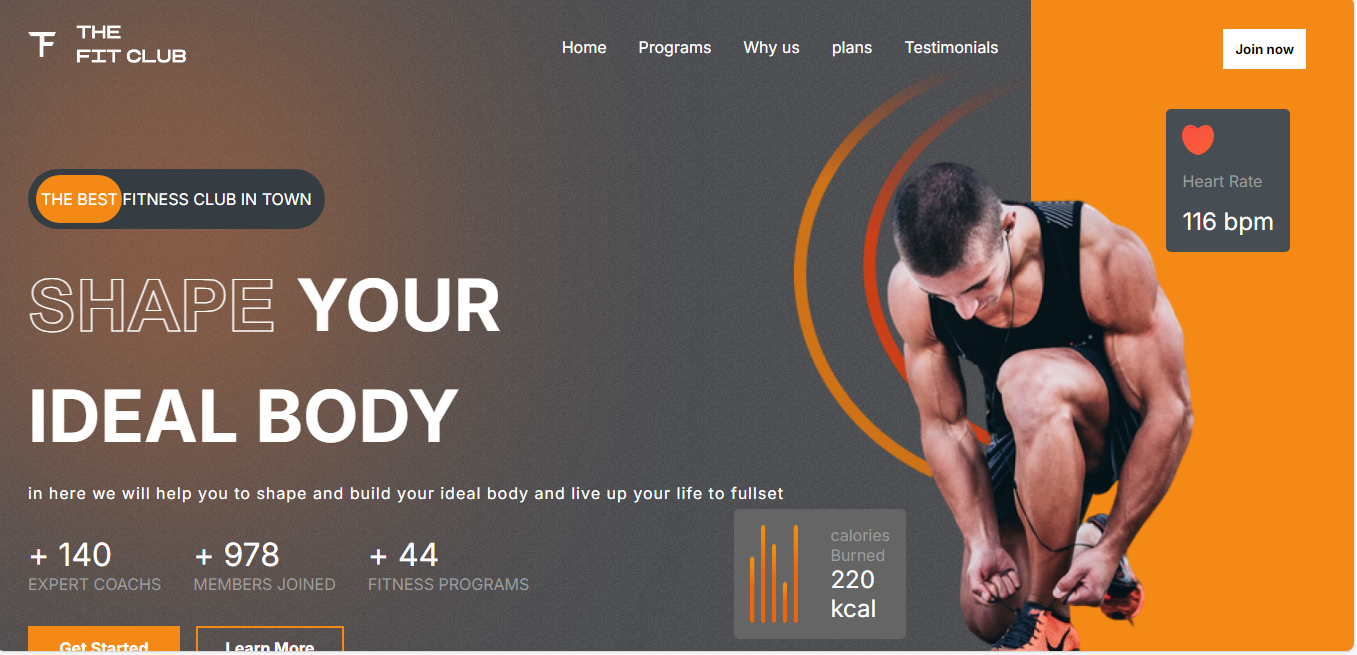 THE
FIT CLUB
Home Programs Why us plans Testimonials
Join now
Heart Rate
116 bpm
THE BEST FITNESS CLUB IN TOWN
SHAPE YOUR
IDEAL BODY
in here we will help you to shape and build your ideal body and live up your life to fullset
+ 140
EXPERT COACHS
+ 978
MEMBERS JOINED
+ 44
FITNESS PROGRAMS
calories
Burned
220
kcal
Get Started
Learn More